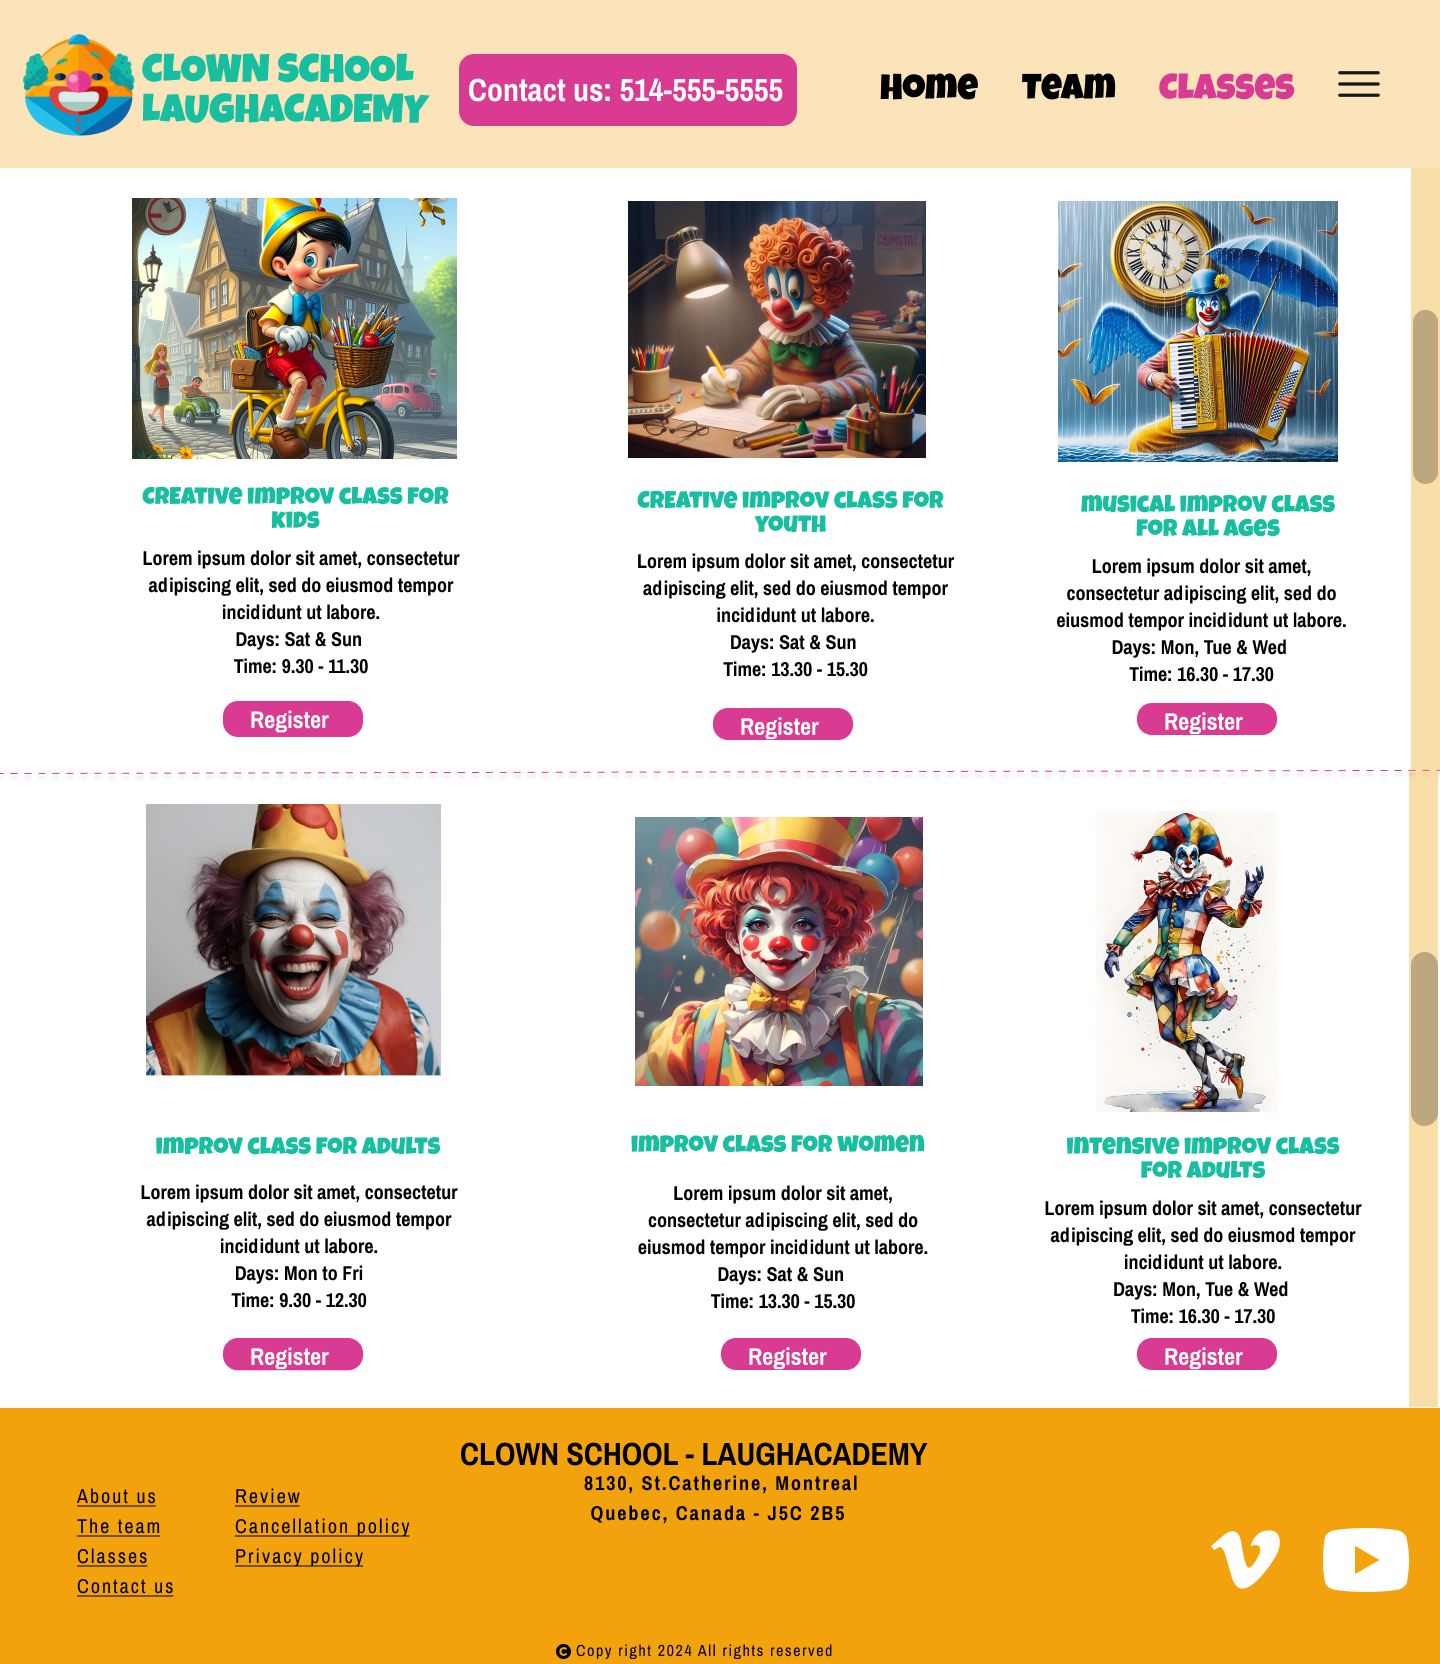 CLOWN SCHOOL
LAUGHACADEMY
Contact us: 514-555-5555
Home
Team
Classes
CHIMSTAT
Creative Improv Class for
Kids
Lorem ipsum dolor sit amet, consectetur
adipiscing elit, sed do eiusmod tempor
incididunt ut labore.
Days: Sat & Sun
Time: 9.30 - 11.30
Register
Creative Improv Class for
Youth
Lorem ipsum dolor sit amet, consectetur
adipiscing elit, sed do eiusmod tempor
incididunt ut labore.
Days: Sat & Sun
Time: 13.30 - 15.30
Register
Musical Improv Class
for All Ages
Lorem ipsum dolor sit amet,
consectetur adipiscing elit, sed do
eiusmod tempor incididunt ut labore.
Days: Mon, Tue & Wed
Time: 16.30 - 17.30
Register
Improv Class for Adults
Lorem ipsum dolor sit amet, consectetur
adipiscing elit, sed do eiusmod tempor
incididunt ut labore.
Days: Mon to Fri
Time: 9.30 - 12.30
Register
Improv Class for Women
Lorem ipsum dolor sit amet,
consectetur adipiscing elit, sed do
eiusmod tempor incididunt ut labore.
Days: Sat & Sun
Time: 13.30 - 15.30
Register
Intensive Improv Class
for Adults
Lorem ipsum dolor sit amet, consectetur
adipiscing elit, sed do eiusmod tempor
incididunt ut labore.
Days: Mon, Tue & Wed
Time: 16.30 - 17.30
Register
CLOWN SCHOOL - LAUGHACADEMY
8130, St.Catherine, Montreal
Quebec, Canada - J5C 2B5
About us
The team
Classes
Contact us
Review
Cancellation policy
Privacy policy
© Copy right 2024 All rights reserved